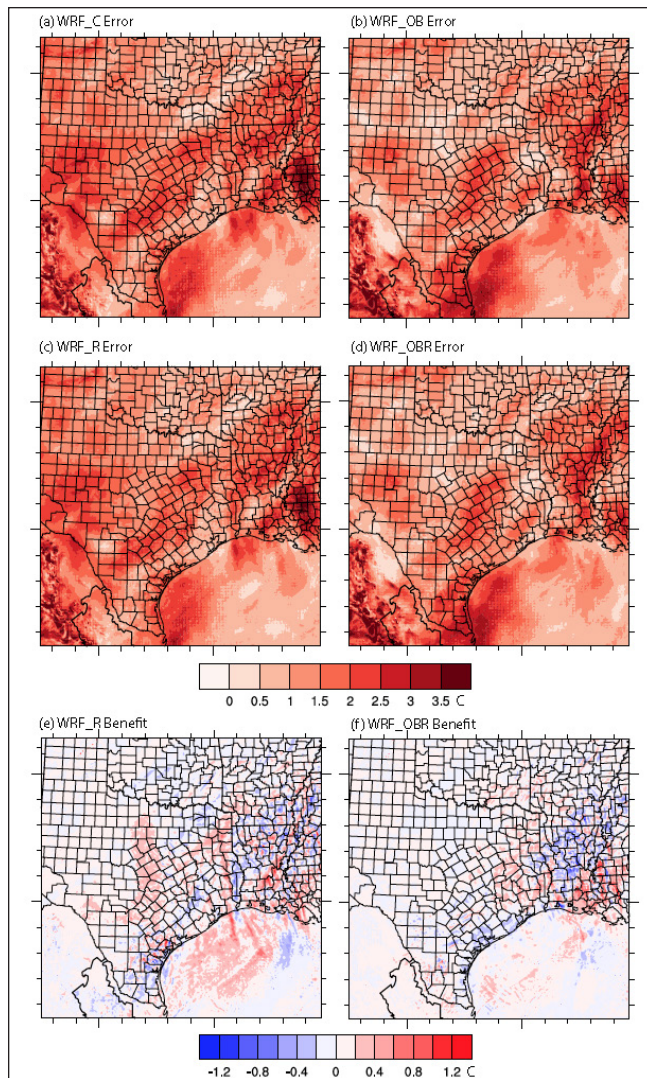 (a) WRF_C Error
(b) WRF_OB Error
(c) WRF_R Error
(d) WRF_OBR Error
0 0.5 1 1.5 2 2.5 3 3.5 C
(e) WRF_R Benefit
(f) WRF_OBR Benefit
-1.2 -0.8 -0.4 0 0.4 0.8 1.2 C